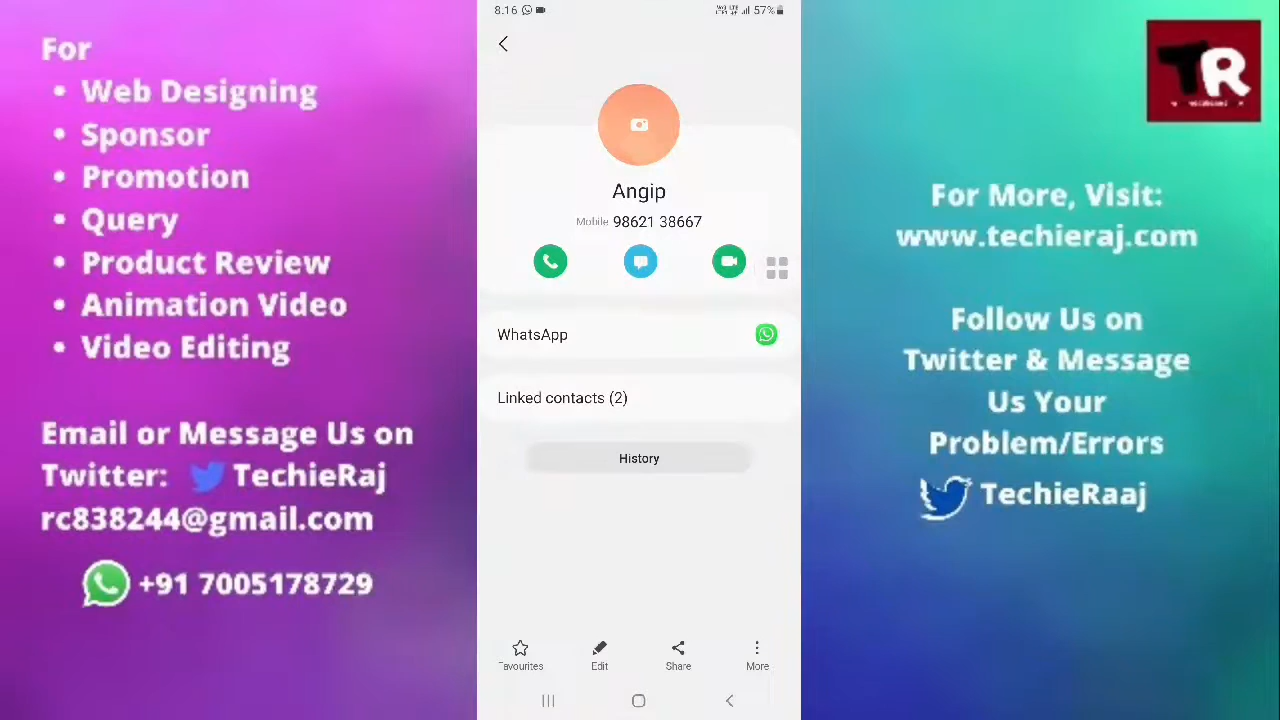 For
• Web Designing
• Sponsor
• Promotion
• Query
• Product Review
• Animation Video
• Video Editing
Email or Message Us on
Twitter: TechieRaj
rc838244@gmail.com
+91 7005178729
8.16
57%
Angip
Mobile 98621 38667
WhatsApp
Linked contacts (2)
History
Favourites
Edit
Share
More
TR
For More, Visit:
www.techieraj.com
Follow Us on
Twitter & Message
Us Your
Problem/Errors
TechieRaaj